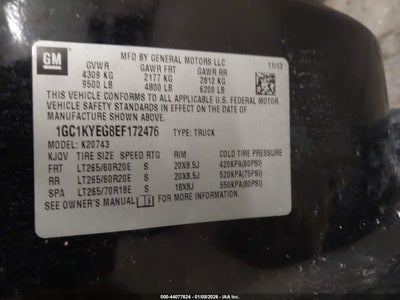 GM
MFD BY GENERAL MOTORS LLC
11/13
GVWR GAWR FRT GAWR RR
4309 KG 2177 KG 2812 KG
9500 LB 4800 LB 6200 LB
THIS VEHICLE CONFORMS TO ALL APPLICABLE U.S. FEDERAL
MOTOR VEHICLE SAFETY STANDARDS IN EFFECT ON THE DATE OF
MANUFACTURE SHOWN ABOVE.
1GC1KYEG8EF172476 TYPE: TRUCK
MODEL: K20743
KJQV TIRE SIZE SPEED RTG RIM COLD TIRE PRESSURE
FRT LT265/60R20E S 20X8.5J 420KPA(60PSI)
RR LT265/60R20E S 20X8.5J 520KPA(75PSI)
SPA LT265/70R18E S 18X8J 550KPA(80PSI)
SEE OWNER'S MANUAL FOR MORE INFORMATION.
000-44077624 - 01/08/2026 - IAA Inc.